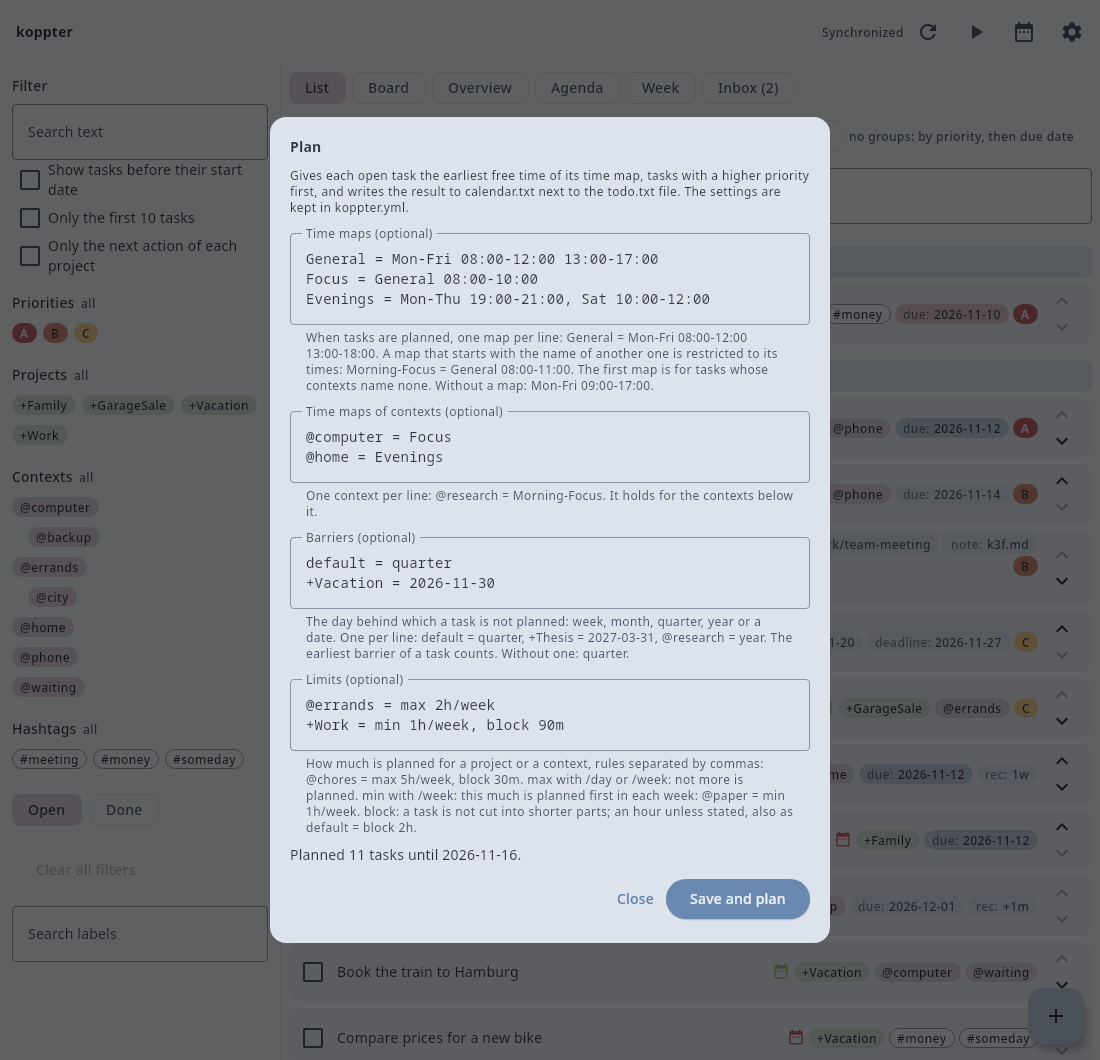 koppter
Synchronized
Filter
Search text
Show tasks before their start
date
Only the first 10 tasks
Only the next action of each
project
Priorities all
A B C
Projects all
+Family +GarageSale +Vacation
+Work
Contexts all
@computer
@backup
@errands
@city
@home
@phone
@waiting
Hashtags all
#meeting #money #someday
Open Done
Clear all filters
Search labels
List Board Overview Agenda Week Inbox (2)
no groups: by priority, then due date
Plan
Gives each open task the earliest free time of its time map, tasks with a higher priority
first, and writes the result to calendar.txt next to the todo.txt file. The settings are
kept in koppter.yml.
Time maps (optional)
General = Mon-Fri 08:00-12:00 13:00-17:00
Focus = General 08:00-10:00
Evenings = Mon-Thu 19:00-21:00, Sat 10:00-12:00
When tasks are planned, one map per line: General = Mon-Fri 08:00-12:00
13:00-18:00. A map that starts with the name of another one is restricted to its
times: Morning-Focus = General 08:00-11:00. The first map is for tasks whose
contexts name none. Without a map: Mon-Fri 09:00-17:00.
Time maps of contexts (optional)
@computer = Focus
@home = Evenings
One context per line: @research = Morning-Focus. It holds for the contexts below
it.
Barriers (optional)
default = quarter
+Vacation = 2026-11-30
The day behind which a task is not planned: week, month, quarter, year or a
date. One per line: default = quarter, +Thesis = 2027-03-31, @research = year. The
earliest barrier of a task counts. Without one: quarter.
Limits (optional)
@errands = max 2h/week
+Work = min 1h/week, block 90m
How much is planned for a project or a context, rules separated by commas:
@chores = max 5h/week, block 30m. max with /day or /week: not more is
planned. min with /week: this much is planned first in each week: @paper = min
1h/week. block: a task is not cut into shorter parts; an hour unless stated, also as
default = block 2h.
Planned 11 tasks until 2026-11-16.
Close Save and plan
#money due: 2026-11-10 A
@phone due: 2026-11-12 A
@phone due: 2026-11-14 B
rk/team-meeting note: k3f.md
B
1-20 deadline: 2026-11-27 C
+GarageSale @errands C
me due: 2026-11-12 rec: 1w
+Family due: 2026-11-12
p due: 2026-12-01 rec: +1m
Book the train to Hamburg +Vacation @computer @waiting
Compare prices for a new bike +Vacation #money #someday